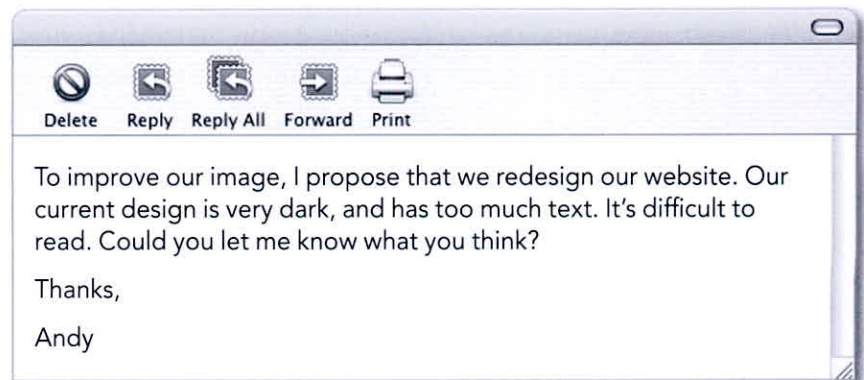 Delete Reply Reply All Forward Print
To improve our image, I propose that we redesign our website. Our
current design is very dark, and has too much text. It's difficult to
read. Could you let me know what you think?
Thanks,
Andy